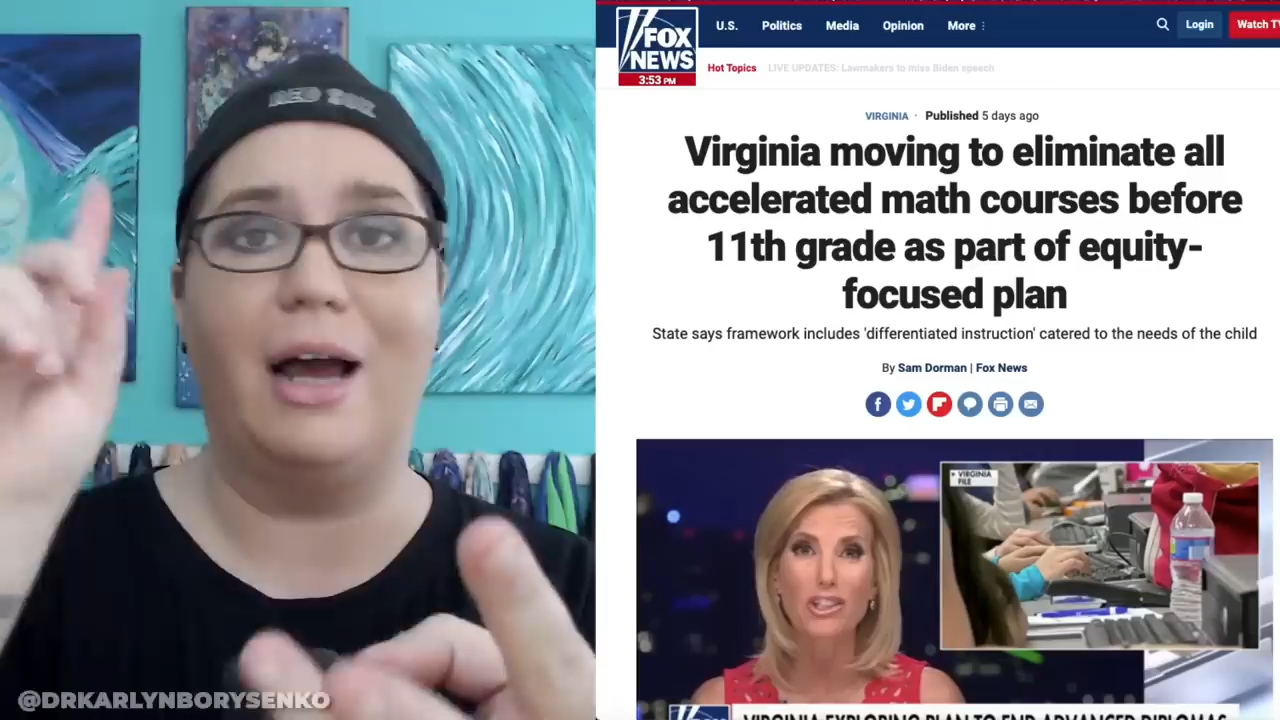 RED SOX
FOX
NEWS
3:53 PM
U.S. Politics Media Opinion More
Login
Watch TV
Hot Topics
LIVE UPDATES: Lawmakers to miss Biden speech
VIRGINIA · Published 5 days ago
Virginia moving to eliminate all
accelerated math courses before
11th grade as part of equity-
focused plan
State says framework includes 'differentiated instruction' catered to the needs of the child
By Sam Dorman | Fox News
VIRGINIA
FILE
VIRGINIA EXPLORING PLAN TO END ADVANCED DIPLOMAS
@DRKARLYNBORYSENKO